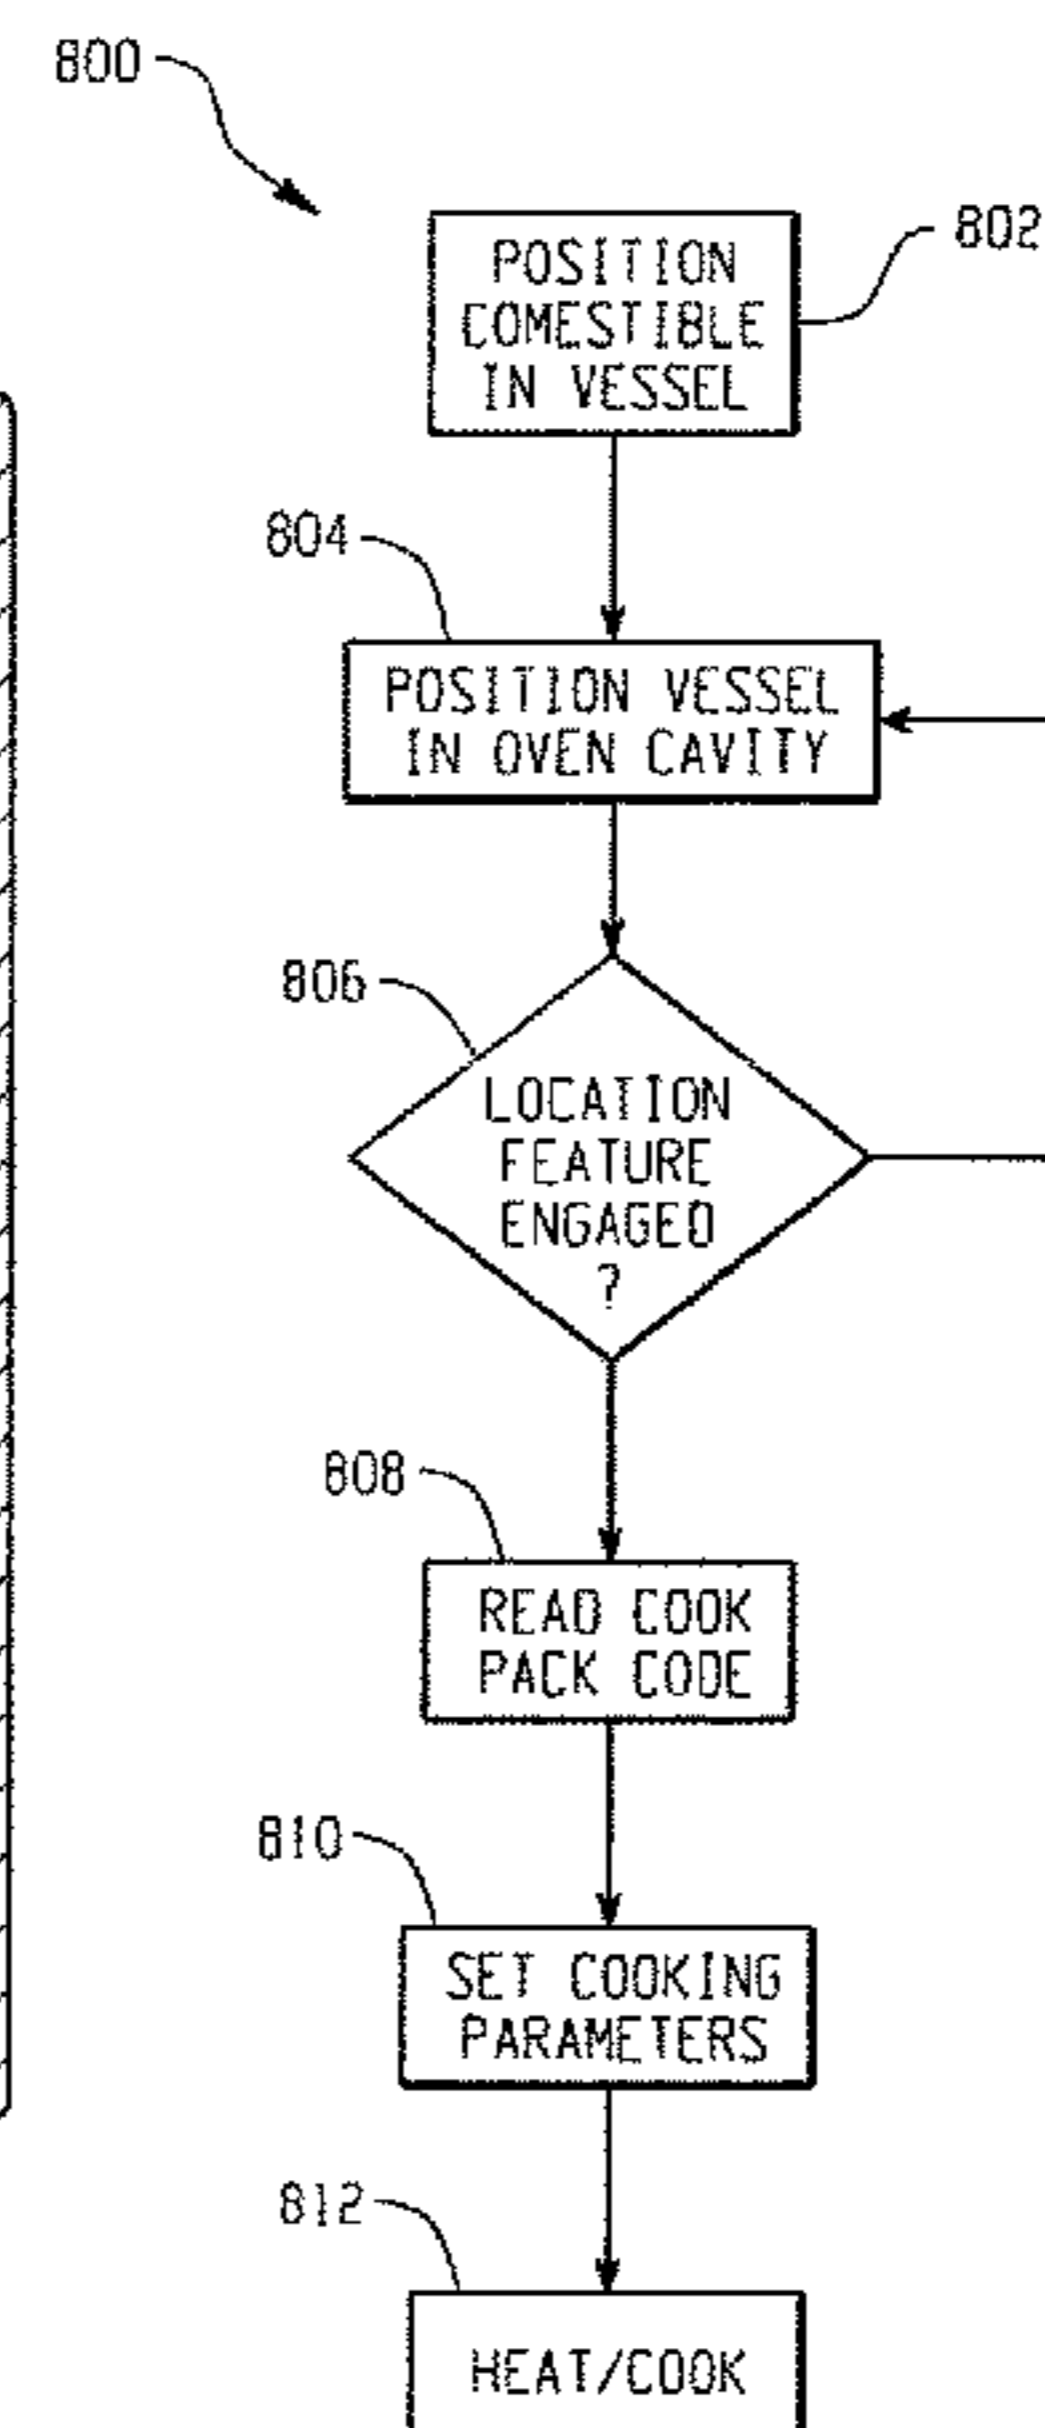 800
802
POSITION
COMESTIBLE
IN VESSEL
804
POSITION VESSEL
IN OVEN CAVITY
806
LOCATION
FEATURE
ENGAGED
?
808
READ COOK
PACK CODE
810
SET COOKING
PARAMETERS
812
HEAT/COOK